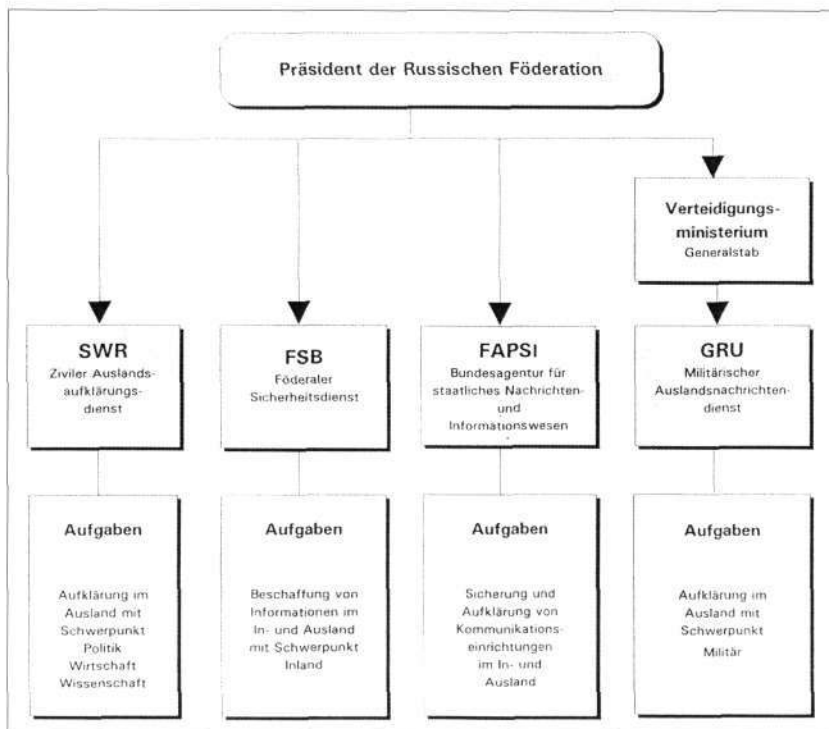 Präsident der Russischen Föderation
Verteidigungs-
ministerium
Generalstab
SWR
Ziviler Auslands-
aufklärungs-
dienst
FSB
Föderaler
Sicherheitsdienst
FAPSI
Bundesagentur für
staatliches Nachrichten-
und
Informationswesen
GRU
Militärischer
Auslandsnachrichten-
dienst
Aufgaben
Aufklärung im
Ausland mit
Schwerpunkt
Politik
Wirtschaft
Wissenschaft
Aufgaben
Beschaffung von
Informationen im
In- und Ausland
mit Schwerpunkt
Inland
Aufgaben
Sicherung und
Aufklärung von
Kommunikations-
einrichtungen
im In- und
Ausland
Aufgaben
Aufklärung im
Ausland mit
Schwerpunkt
Militär